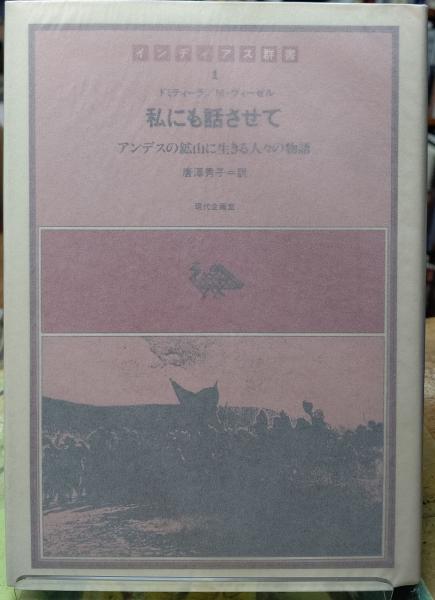 インディアス群書
1
ドミティーラ/M・ヴィーゼル
私にも話させて
アンデスの鉱山に生きる人々の物語
唐澤秀子=訳
現代企画室